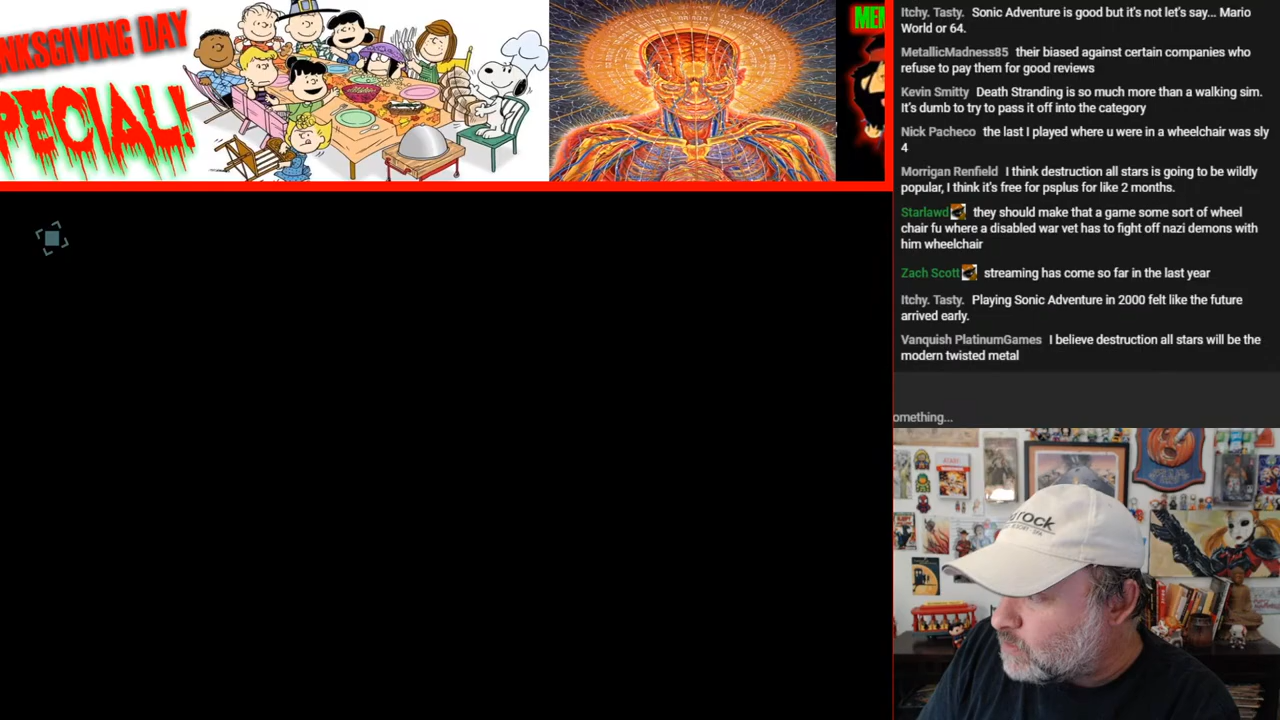 NKSGIVING DAY
PECIAL!
MEM
Itchy. Tasty. Sonic Adventure is good but it's not let's say... Mario
World or 64.
MetallicMadness85 their biased against certain companies who
refuse to pay them for good reviews
Kevin Smitty Death Stranding is so much more than a walking sim.
It's dumb to try to pass it off into the category
Nick Pacheco the last I played where u were in a wheelchair was sly
4
Morrigan Renfield I think destruction all stars is going to be wildly
popular, I think it's free for psplus for like 2 months.
Starlawd they should make that a game some sort of wheel
chair fu where a disabled war vet has to fight off nazi demons with
him wheelchair
Zach Scott streaming has come so far in the last year
Itchy. Tasty. Playing Sonic Adventure in 2000 felt like the future
arrived early.
Vanquish PlatinumGames I believe destruction all stars will be the
modern twisted metal
omething...
ATARI
rock